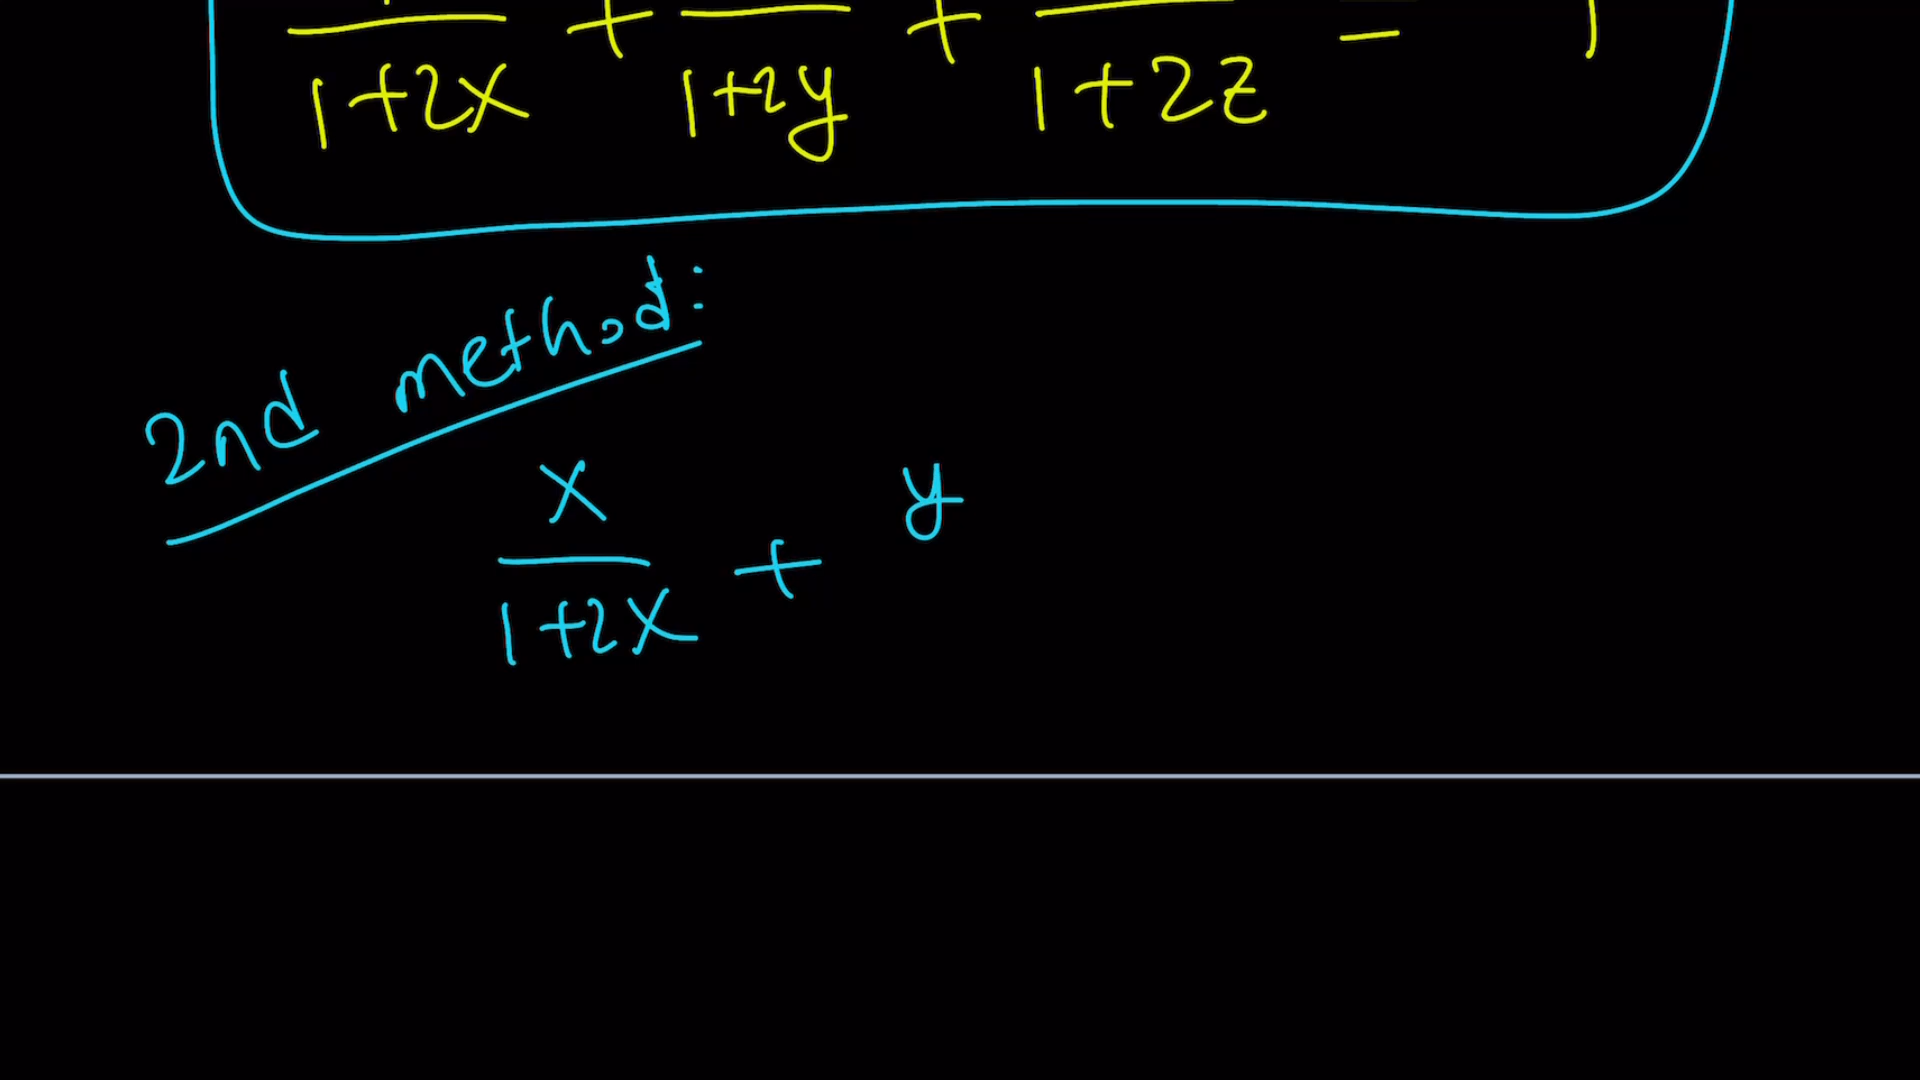 + + = 1
1+2x 1+2y 1+2z
2nd method:
x/(1+2x) + y